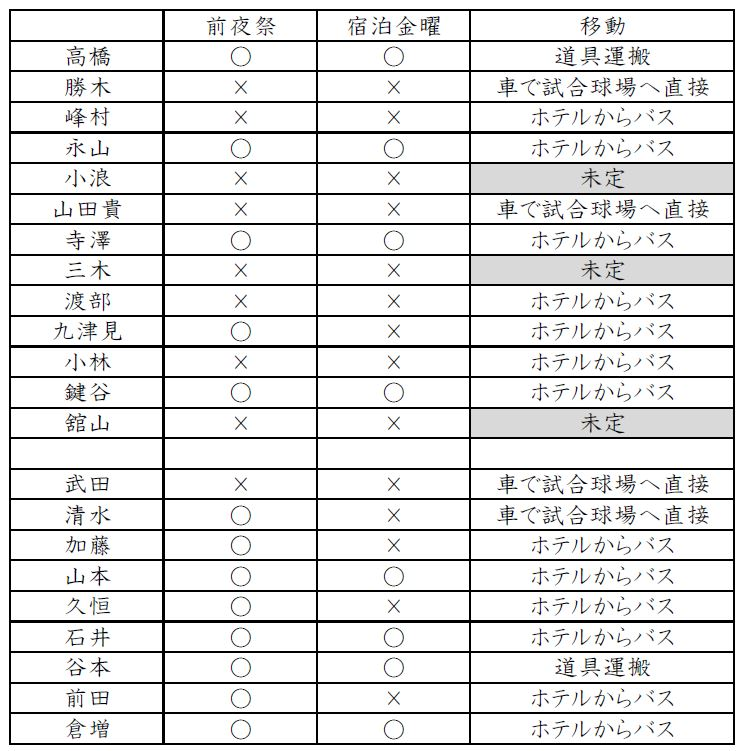 前夜祭 宿泊金曜 移動
高橋 ○ ○ 道具運搬
勝木 × × 車で試合球場へ直接
峰村 × × ホテルからバス
永山 ○ ○ ホテルからバス
小浪 × × 未定
山田貴 × × 車で試合球場へ直接
寺澤 ○ ○ ホテルからバス
三木 × × 未定
渡部 × × ホテルからバス
九津見 ○ × ホテルからバス
小林 × × ホテルからバス
鍵谷 ○ ○ ホテルからバス
舘山 × × 未定
武田 × × 車で試合球場へ直接
清水 ○ × 車で試合球場へ直接
加藤 ○ × ホテルからバス
山本 ○ ○ ホテルからバス
久恒 ○ × ホテルからバス
石井 ○ ○ ホテルからバス
谷本 ○ ○ 道具運搬
前田 ○ × ホテルからバス
倉増 ○ ○ ホテルからバス